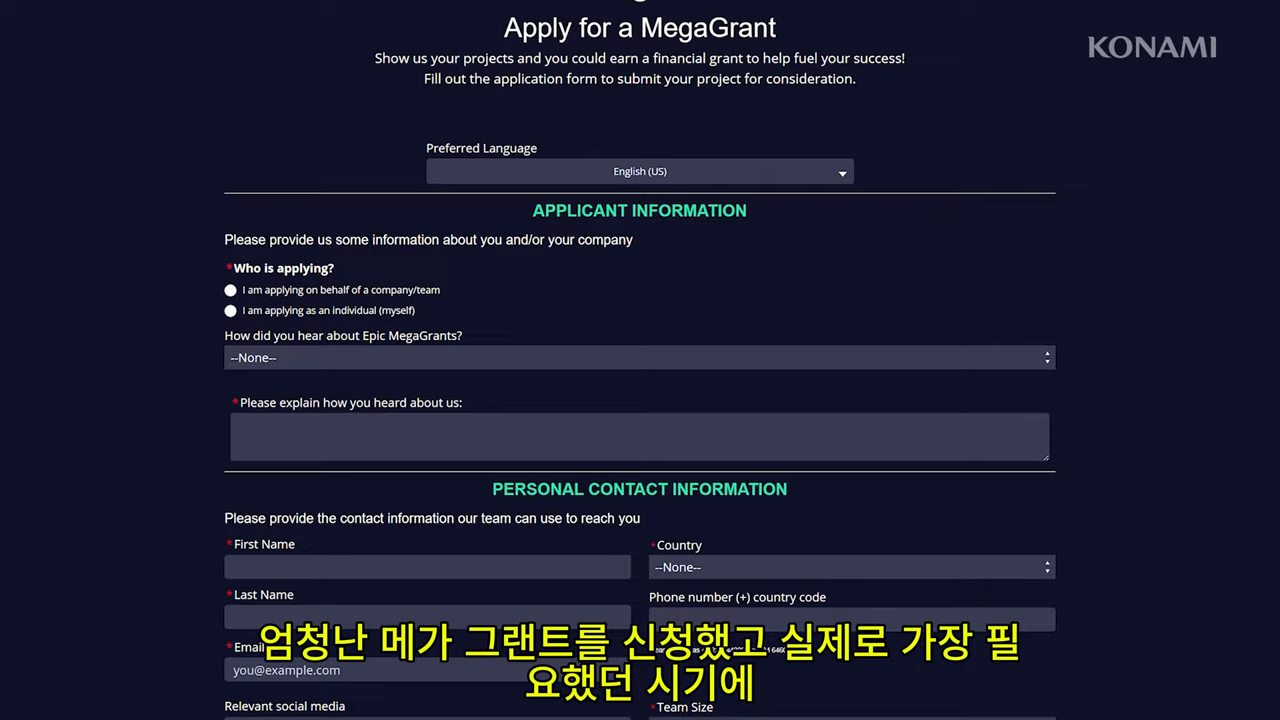 Apply for a MegaGrant
KONAMI
Show us your projects and you could earn a financial grant to help fuel your success!
Fill out the application form to submit your project for consideration.
Preferred Language
English (US)
APPLICANT INFORMATION
Please provide us some information about you and/or your company
*Who is applying?
I am applying on behalf of a company/team
I am applying as an individual (myself)
How did you hear about Epic MegaGrants?
--None--
*Please explain how you heard about us:
PERSONAL CONTACT INFORMATION
Please provide the contact information our team can use to reach you
*First Name
*Country
--None--
*Last Name
Phone number (+) country code
*Email
you@example.com
엄청난 메가 그랜트를 신청했고 실제로 가장 필
요했던 시기에
Relevant social media
*Team Size